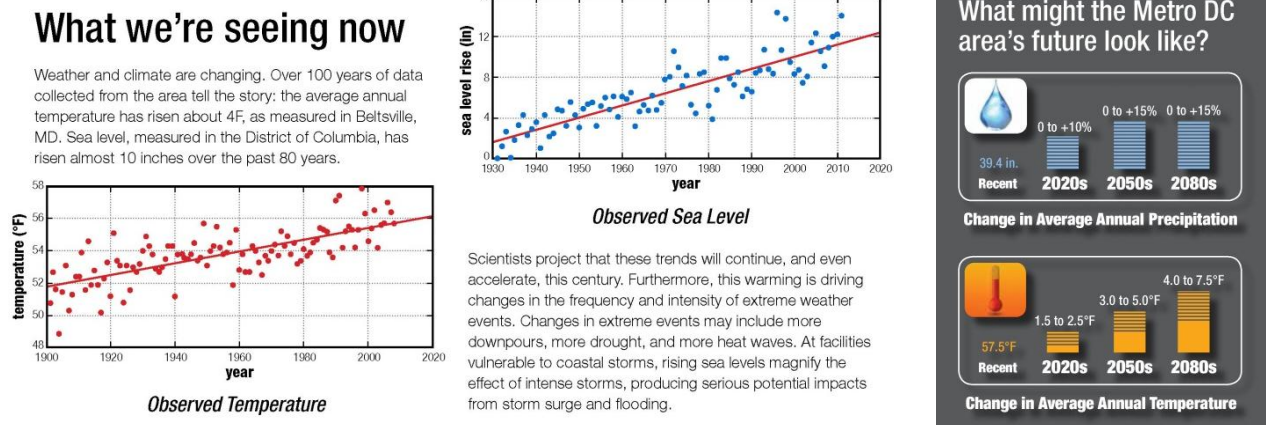 What we're seeing now
Weather and climate are changing. Over 100 years of data
collected from the area tell the story: the average annual
temperature has risen about 4F, as measured in Beltsville,
MD. Sea level, measured in the District of Columbia, has
risen almost 10 inches over the past 80 years.
58
56
54
52
50
48
temperature (°F)
1900 1920 1940 1960 1980 2000 2020
year
Observed Temperature
12
8
4
0
sea level rise (in)
1930 1940 1950 1960 1970 1980 1990 2000 2010 2020
year
Observed Sea Level
Scientists project that these trends will continue, and even
accelerate, this century. Furthermore, this warming is driving
changes in the frequency and intensity of extreme weather
events. Changes in extreme events may include more
downpours, more drought, and more heat waves. At facilities
vulnerable to coastal storms, rising sea levels magnify the
effect of intense storms, producing serious potential impacts
from storm surge and flooding.
What might the Metro DC
area's future look like?
0 to +10% 0 to +15% 0 to +15%
39.4 in.
Recent 2020s 2050s 2080s
Change in Average Annual Precipitation
1.5 to 2.5°F 3.0 to 5.0°F 4.0 to 7.5°F
57.5°F
Recent 2020s 2050s 2080s
Change in Average Annual Temperature